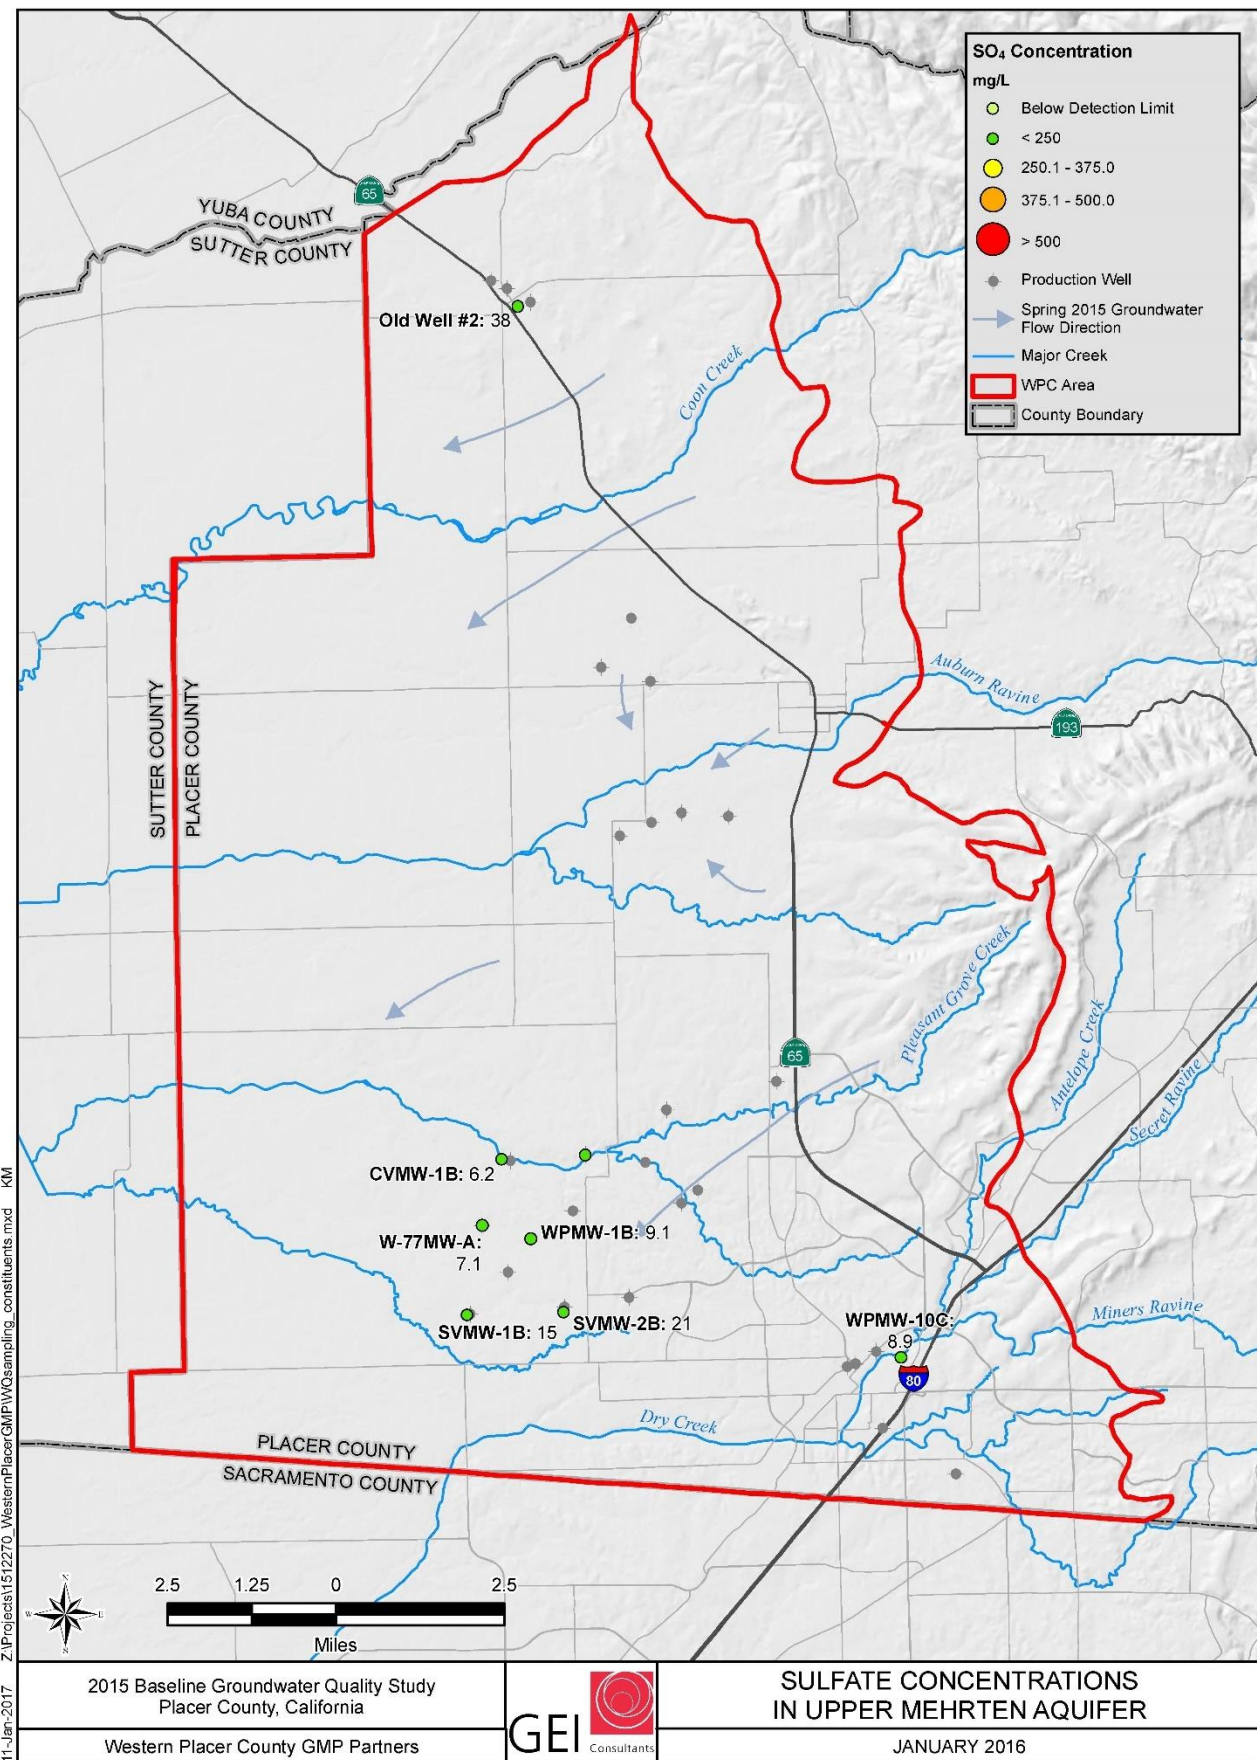 SO₄ Concentration
mg/L
Below Detection Limit
< 250
250.1 - 375.0
375.1 - 500.0
> 500
Production Well
Spring 2015 Groundwater
Flow Direction
Major Creek
WPC Area
County Boundary
65
YUBA COUNTY
SUTTER COUNTY
Old Well #2: 38
Coon Creek
Auburn Ravine
193
SUTTER COUNTY
PLACER COUNTY
Pleasant Grove Creek
Antelope Creek
Secret Ravine
65
CVMW-1B: 6.2
W-77MW-A:
7.1
WPMW-1B: 9.1
SVMW-1B: 15
SVMW-2B: 21
WPMW-10C:
8.9
Miners Ravine
80
Dry Creek
PLACER COUNTY
SACRAMENTO COUNTY
N
W
E
2.5 1.25 0 2.5
Miles
11-Jan-2017 Z:\Projects\1512270_WesternPlacerGMP\WQsampling_constituents.mxd KM
2015 Baseline Groundwater Quality Study
Placer County, California
Western Placer County GMP Partners
GEI
Consultants
SULFATE CONCENTRATIONS
IN UPPER MEHRTEN AQUIFER
JANUARY 2016